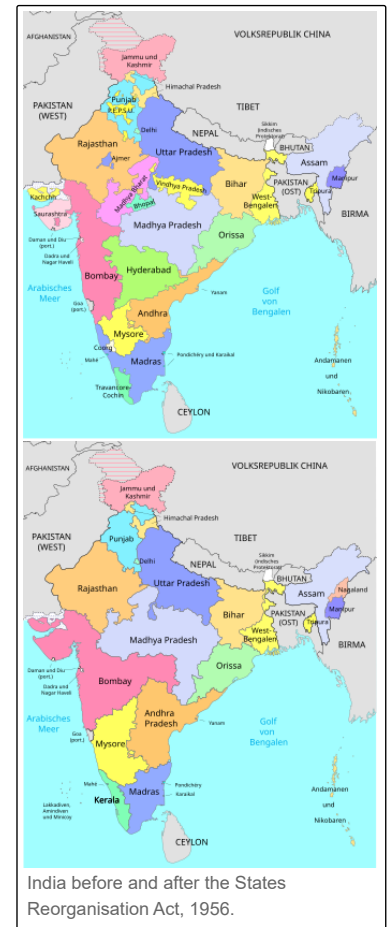 AFGHANISTAN
VOLKSREPUBLIK CHINA
Jammu und
Kashmir
Himachal Pradesh
Punjab
P.E.P.S.U.
PAKISTAN
(WEST)
TIBET
Delhi
Sikkim
(indisches
Protektorat)
NEPAL
BHUTAN
Rajasthan
Uttar Pradesh
Assam
Ajmer
Madhya Bharat
Vindhya Pradesh
Bihar
PAKISTAN
(OST)
Manipur
Tripura
Kachchh
Bhopal
West-
Bengalen
Saurashtra
Madhya Pradesh
BIRMA
Daman und Diu
(port.)
Orissa
Dadra und
Nagar Haveli
Bombay
Hyderabad
Arabisches
Meer
Yanam
Golf
von
Bengalen
Goa
(port.)
Andhra
Mysore
Coorg
Mahé
Madras
Pondichéry und Karaikal
Andamanen
und
Nikobaren
Travancore-
Cochin
CEYLON
AFGHANISTAN
VOLKSREPUBLIK CHINA
Jammu und
Kashmir
Himachal Pradesh
Punjab
PAKISTAN
(WEST)
TIBET
Delhi
Sikkim
(indisches
Protektorat)
NEPAL
BHUTAN
Nagaland
Rajasthan
Uttar Pradesh
Assam
Bihar
PAKISTAN
(OST)
Manipur
Tripura
Madhya Pradesh
West-
Bengalen
BIRMA
Daman und Diu
(port.)
Orissa
Dadra und
Nagar Haveli
Bombay
Arabisches
Meer
Andhra
Pradesh
Yanam
Golf
von
Bengalen
Goa
(port.)
Mysore
Mahé
Madras
Pondichéry
Karaikal
Kerala
Lakkadiven,
Amindiven
und Minicoy
Andamanen
und
Nikobaren
CEYLON
India before and after the States
Reorganisation Act, 1956.